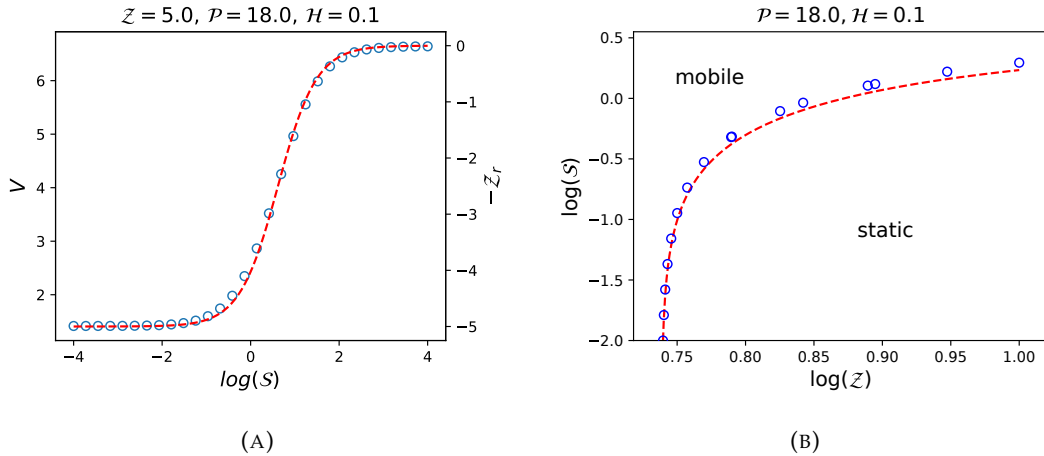 𝒵 = 5.0, 𝒫 = 18.0, ℋ = 0.1
V
6
5
4
3
2
0
−1
−2
−3
−4
−5
−𝒵r
−4
−2
0
2
4
log(𝒮)
(A)
𝒫 = 18.0, ℋ = 0.1
log(𝒮)
0.5
0.0
−0.5
−1.0
−1.5
−2.0
mobile
static
0.75
0.80
0.85
0.90
0.95
1.00
log(𝒵)
(B)